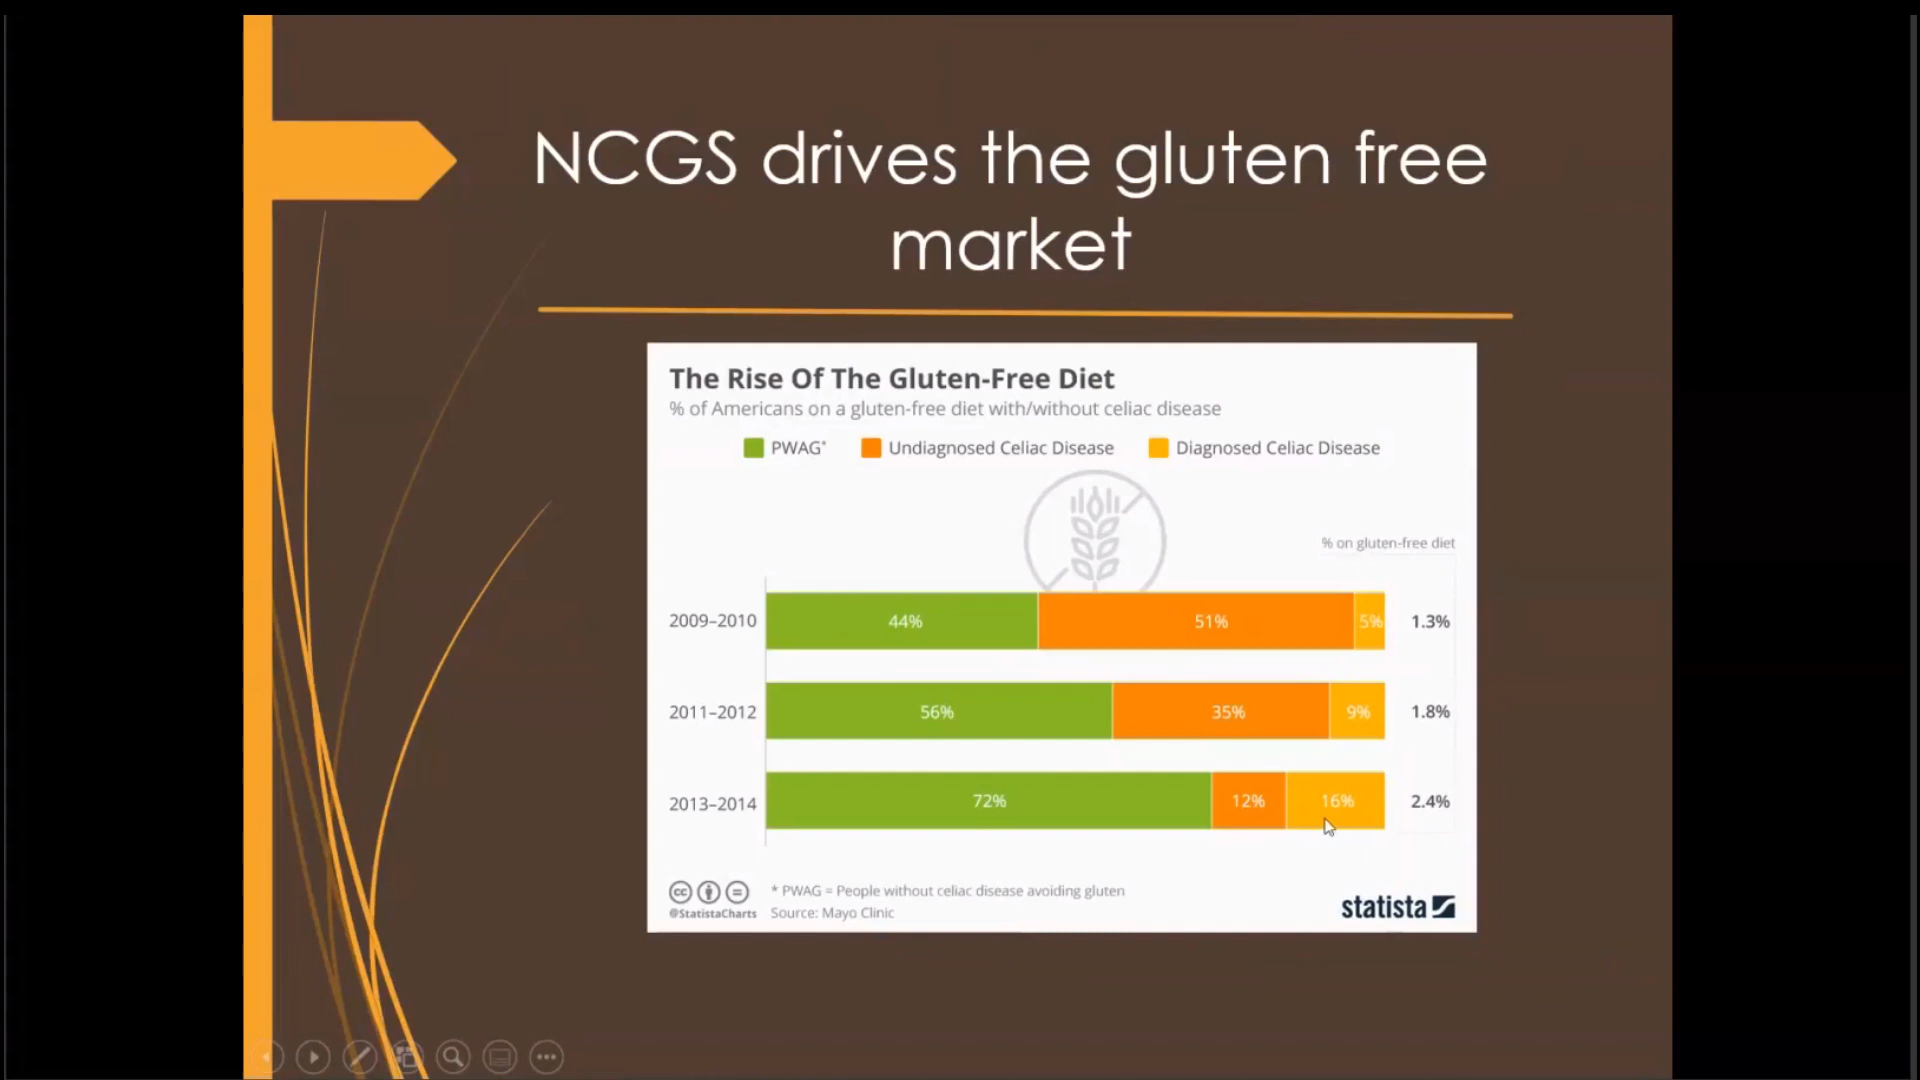 NCGS drives the gluten free
market
The Rise Of The Gluten-Free Diet
% of Americans on a gluten-free diet with/without celiac disease
PWAG* Undiagnosed Celiac Disease Diagnosed Celiac Disease
% on gluten-free diet
2009–2010 44% 51% 5% 1.3%
2011–2012 56% 35% 9% 1.8%
2013–2014 72% 12% 16% 2.4%
cc
* PWAG = People without celiac disease avoiding gluten
@StatistaCharts Source: Mayo Clinic
statista